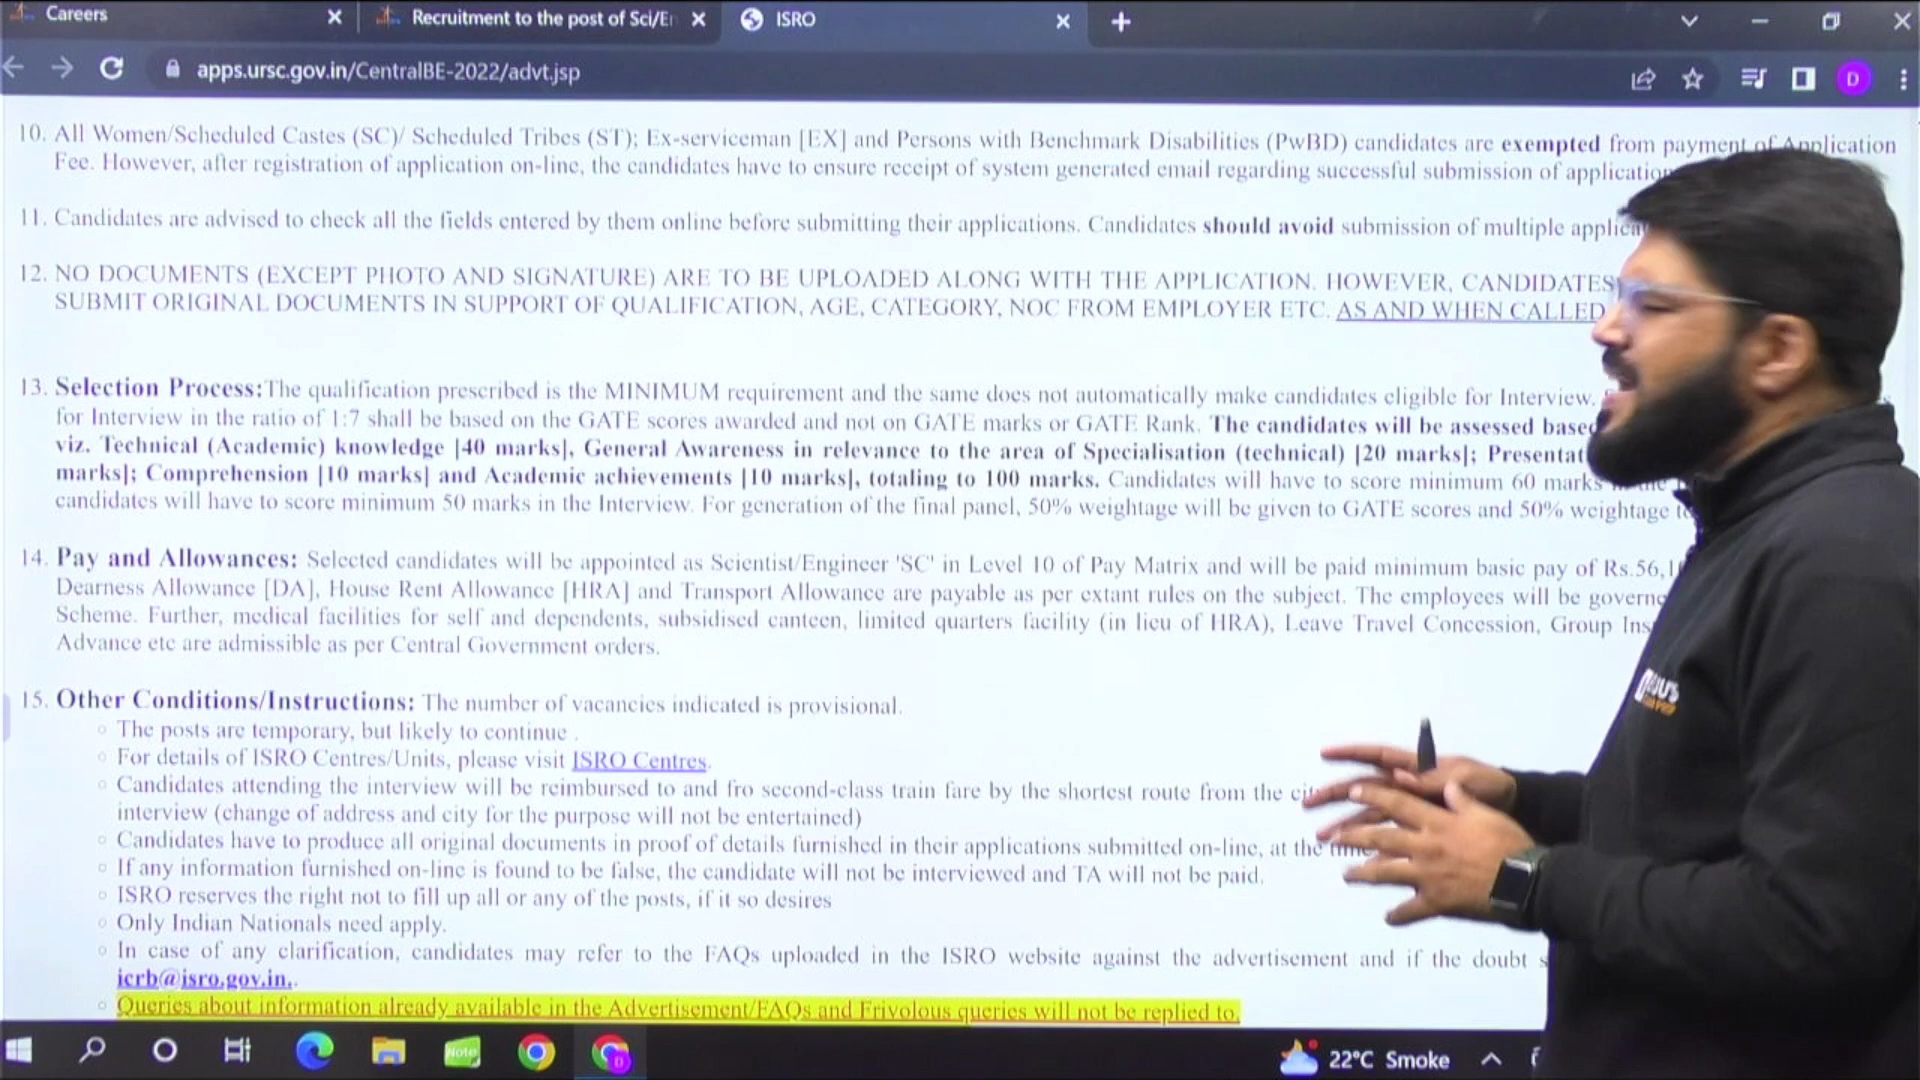 Careers
Recruitment to the post of Sci/En
ISRO
apps.ursc.gov.in/CentralBE-2022/advt.jsp
D
10. All Women/Scheduled Castes (SC)/ Scheduled Tribes (ST); Ex-serviceman [EX] and Persons with Benchmark Disabilities (PwBD) candidates are exempted from payment of Application
Fee. However, after registration of application on-line, the candidates have to ensure receipt of system generated email regarding successful submission of application
11. Candidates are advised to check all the fields entered by them online before submitting their applications. Candidates should avoid submission of multiple applica
12. NO DOCUMENTS (EXCEPT PHOTO AND SIGNATURE) ARE TO BE UPLOADED ALONG WITH THE APPLICATION. HOWEVER, CANDIDATES
SUBMIT ORIGINAL DOCUMENTS IN SUPPORT OF QUALIFICATION, AGE, CATEGORY, NOC FROM EMPLOYER ETC. AS AND WHEN CALLED
13. Selection Process:The qualification prescribed is the MINIMUM requirement and the same does not automatically make candidates eligible for Interview.
for Interview in the ratio of 1:7 shall be based on the GATE scores awarded and not on GATE marks or GATE Rank. The candidates will be assessed based
viz. Technical (Academic) knowledge [40 marks], General Awareness in relevance to the area of Specialisation (technical) [20 marks]; Presentat
marks]; Comprehension [10 marks] and Academic achievements [10 marks], totaling to 100 marks. Candidates will have to score minimum 60 marks
candidates will have to score minimum 50 marks in the Interview. For generation of the final panel, 50% weightage will be given to GATE scores and 50% weightage
14. Pay and Allowances: Selected candidates will be appointed as Scientist/Engineer 'SC' in Level 10 of Pay Matrix and will be paid minimum basic pay of Rs.56,1
Dearness Allowance [DA], House Rent Allowance [HRA] and Transport Allowance are payable as per extant rules on the subject. The employees will be governe
Scheme. Further, medical facilities for self and dependents, subsidised canteen, limited quarters facility (in lieu of HRA), Leave Travel Concession, Group Ins
Advance etc are admissible as per Central Government orders.
15. Other Conditions/Instructions: The number of vacancies indicated is provisional.
The posts are temporary, but likely to continue .
For details of ISRO Centres/Units, please visit ISRO Centres.
Candidates attending the interview will be reimbursed to and fro second-class train fare by the shortest route from the cit
interview (change of address and city for the purpose will not be entertained)
Candidates have to produce all original documents in proof of details furnished in their applications submitted on-line, at the time
If any information furnished on-line is found to be false, the candidate will not be interviewed and TA will not be paid.
ISRO reserves the right not to fill up all or any of the posts, if it so desires
Only Indian Nationals need apply.
In case of any clarification, candidates may refer to the FAQs uploaded in the ISRO website against the advertisement and if the doubt s
icrb@isro.gov.in..
Queries about information already available in the Advertisement/FAQs and Frivolous queries will not be replied to.
Note
D
22°C Smoke